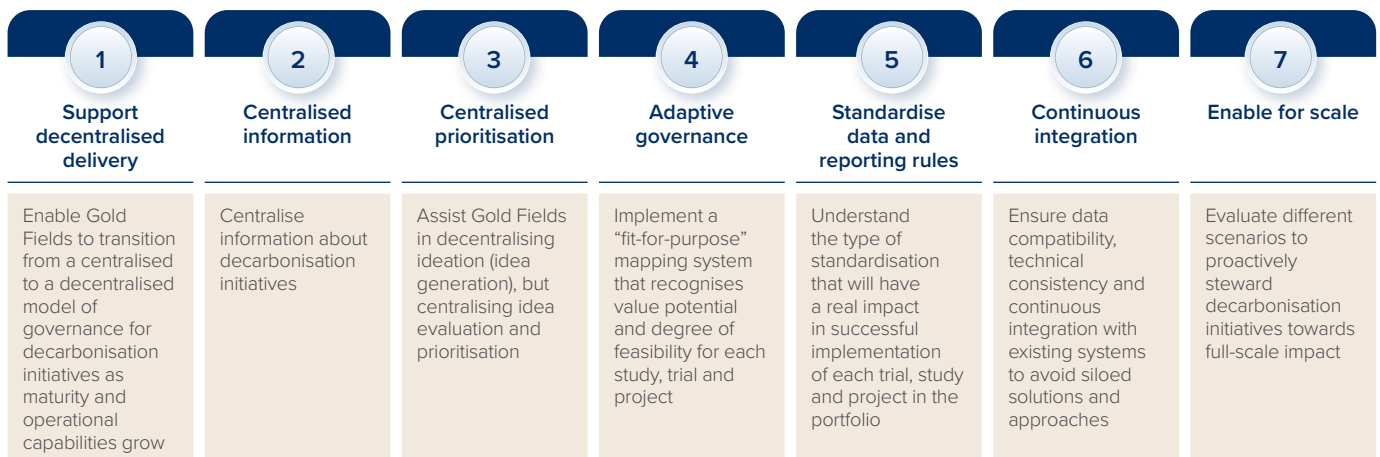 1
Support
decentralised
delivery
Enable Gold
Fields to transition
from a centralised
to a decentralised
model of
governance for
decarbonisation
initiatives as
maturity and
operational
capabilities grow
2
Centralised
information
Centralise
information about
decarbonisation
initiatives
3
Centralised
prioritisation
Assist Gold Fields
in decentralising
ideation (idea
generation), but
centralising idea
evaluation and
prioritisation
4
Adaptive
governance
Implement a
“fit-for-purpose”
mapping system
that recognises
value potential
and degree of
feasibility for each
study, trial and
project
5
Standardise
data and
reporting rules
Understand
the type of
standardisation
that will have
a real impact
in successful
implementation
of each trial, study
and project in the
portfolio
6
Continuous
integration
Ensure data
compatibility,
technical
consistency and
continuous
integration with
existing systems
to avoid siloed
solutions and
approaches
7
Enable for scale
Evaluate different
scenarios to
proactively
steward
decarbonisation
initiatives towards
full-scale impact